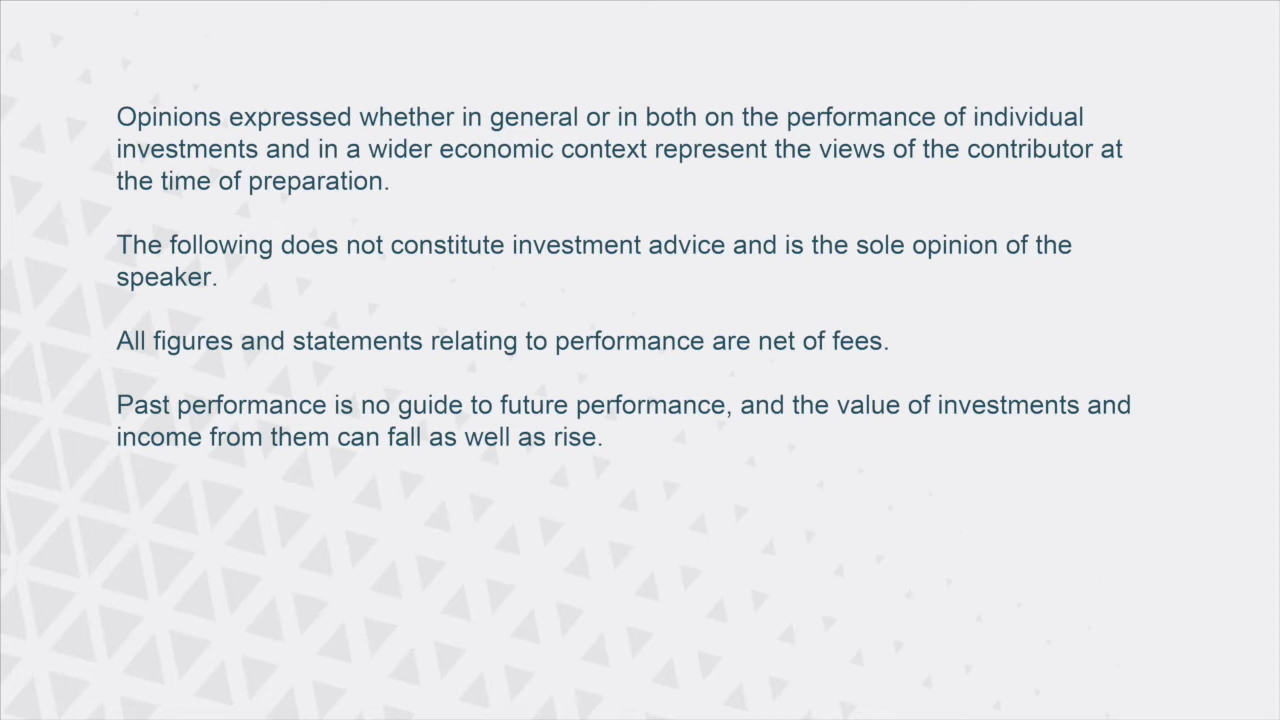 Opinions expressed whether in general or in both on the performance of individual
investments and in a wider economic context represent the views of the contributor at
the time of preparation.
The following does not constitute investment advice and is the sole opinion of the
speaker.
All figures and statements relating to performance are net of fees.
Past performance is no guide to future performance, and the value of investments and
income from them can fall as well as rise.